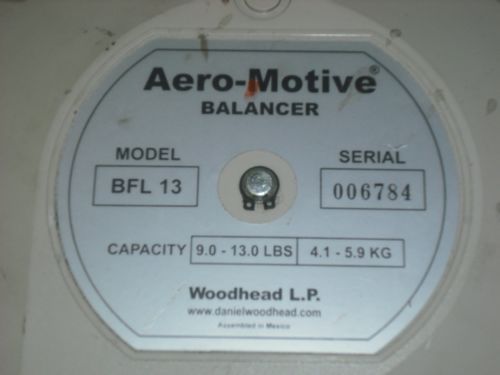 Aero-Motive®
BALANCER
MODEL
SERIAL
BFL 13
006784
CAPACITY 9.0 - 13.0 LBS 4.1 - 5.9 KG
Woodhead L.P.
www.danielwoodhead.com
Assembled in Mexico